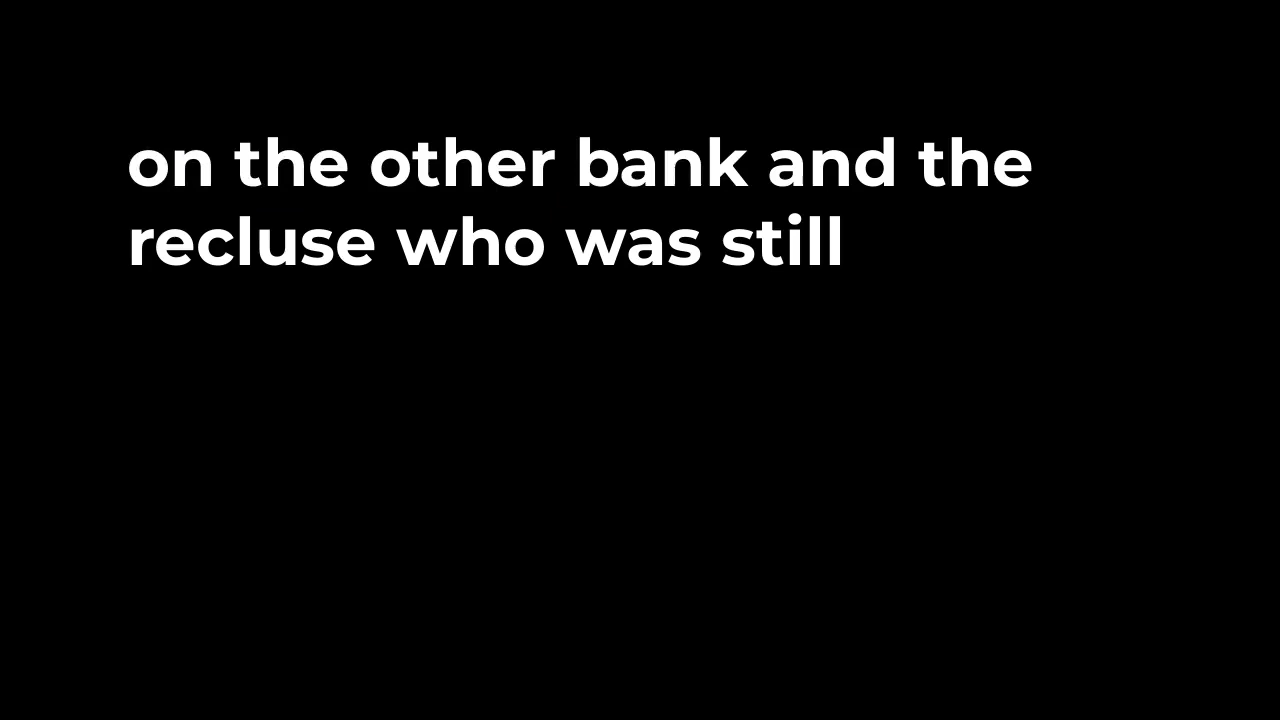 on the other bank and the
recluse who was still